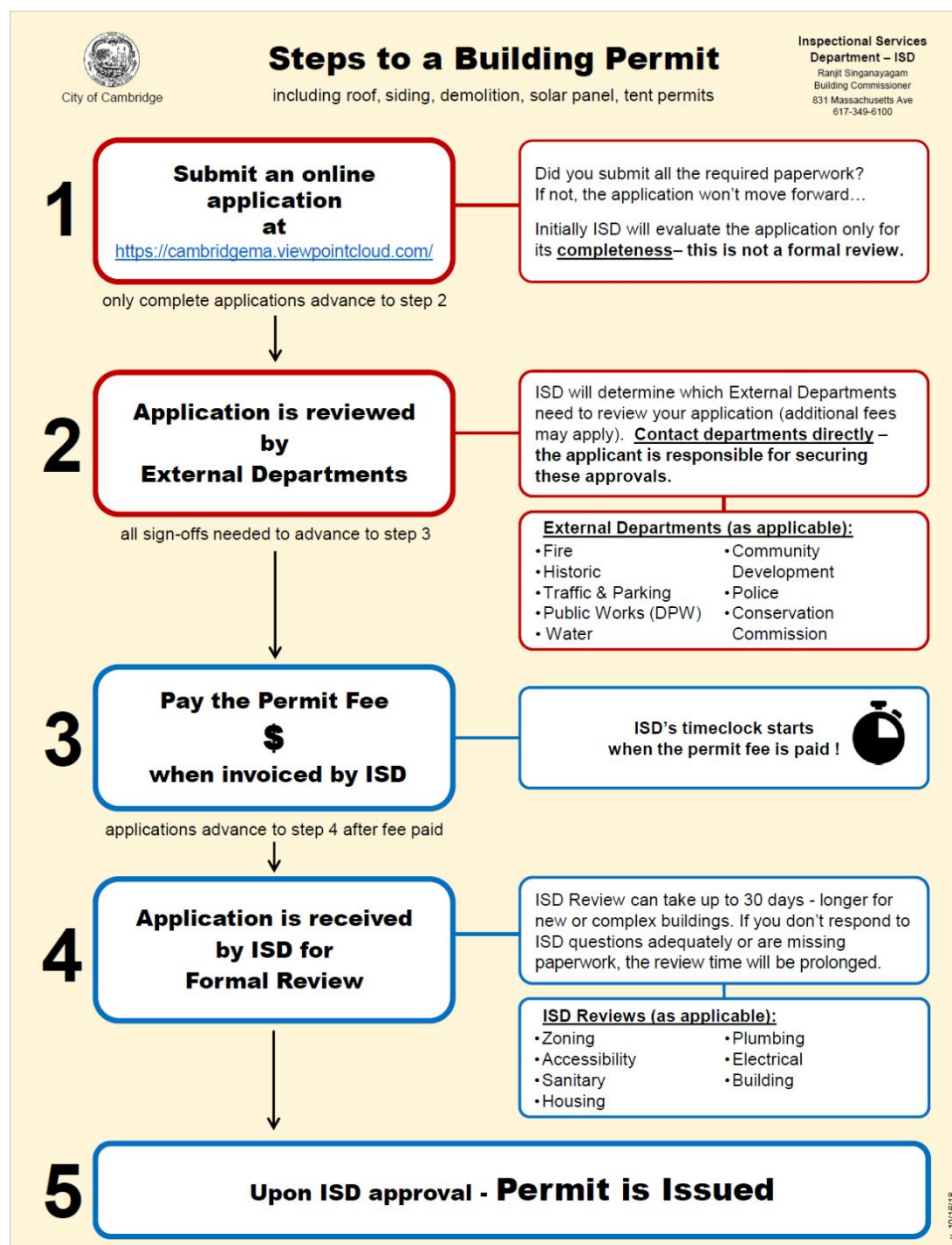 City of Cambridge
Steps to a Building Permit
including roof, siding, demolition, solar panel, tent permits
Inspectional Services
Department – ISD
Ranjit Singanayagam
Building Commissioner
831 Massachusetts Ave
617-349-6100
1
Submit an online
application
at
https://cambridgema.viewpointcloud.com/
Did you submit all the required paperwork?
If not, the application won't move forward…
Initially ISD will evaluate the application only for
its completeness– this is not a formal review.
only complete applications advance to step 2
2
Application is reviewed
by
External Departments
ISD will determine which External Departments
need to review your application (additional fees
may apply). Contact departments directly –
the applicant is responsible for securing
these approvals.
all sign-offs needed to advance to step 3
External Departments (as applicable):
•Fire
•Historic
•Traffic & Parking
•Public Works (DPW)
• Water
•Community
Development
•Police
•Conservation
Commission
3
Pay the Permit Fee
$
when invoiced by ISD
ISD's timeclock starts
when the permit fee is paid !
applications advance to step 4 after fee paid
4
Application is received
by ISD for
Formal Review
ISD Review can take up to 30 days - longer for
new or complex buildings. If you don't respond to
ISD questions adequately or are missing
paperwork, the review time will be prolonged.
ISD Reviews (as applicable):
•Zoning
•Accessibility
•Sanitary
•Housing
•Plumbing
•Electrical
•Building
5
Upon ISD approval - Permit is Issued